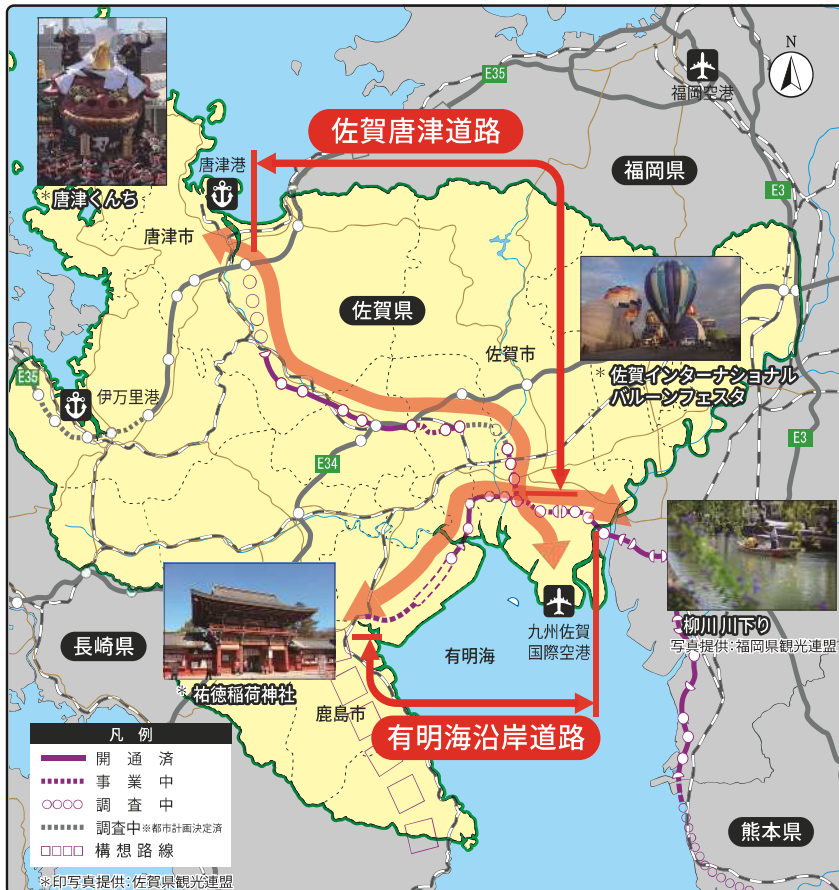 N
E35
福岡空港
佐賀唐津道路
唐津港
福岡県
*唐津くんち
E3
唐津市
佐賀県
佐賀市
*佐賀インターナショナル
バルーンフェスタ
E35
伊万里港
E3
E34
長崎県
九州佐賀
国際空港
有明海
柳川 川下り
写真提供：福岡県観光連盟
*祐徳稲荷神社
鹿島市
有明海沿岸道路
凡例
開通済
事業中
調査中
調査中※都市計画決定済
構想路線
熊本県
*印写真提供：佐賀県観光連盟